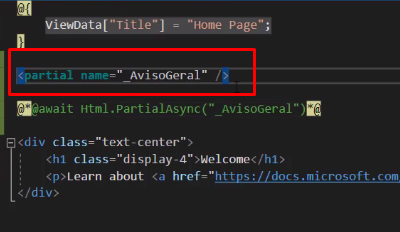 @{
ViewData["Title"] = "Home Page";
}
<partial name="_AvisoGeral" />
@*@await Html.PartialAsync("_AvisoGeral")*@
<div class="text-center">
<h1 class="display-4">Welcome</h1>
<p>Learn about <a href="https://docs.microsoft.com
</div>